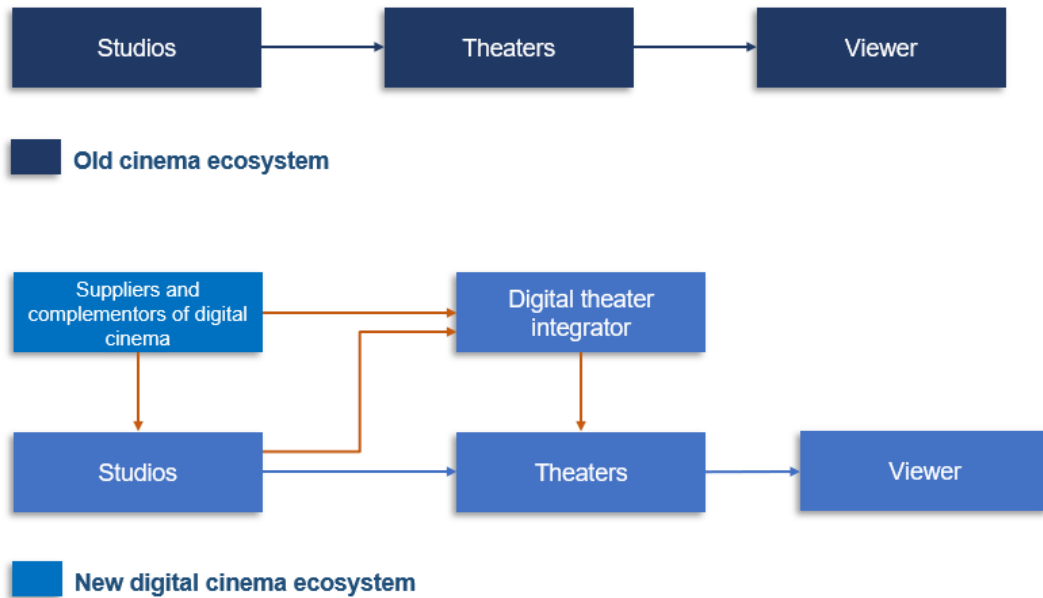 Studios
Theaters
Viewer
Old cinema ecosystem
Suppliers and
complementors of digital
cinema
Digital theater
integrator
Studios
Theaters
Viewer
New digital cinema ecosystem